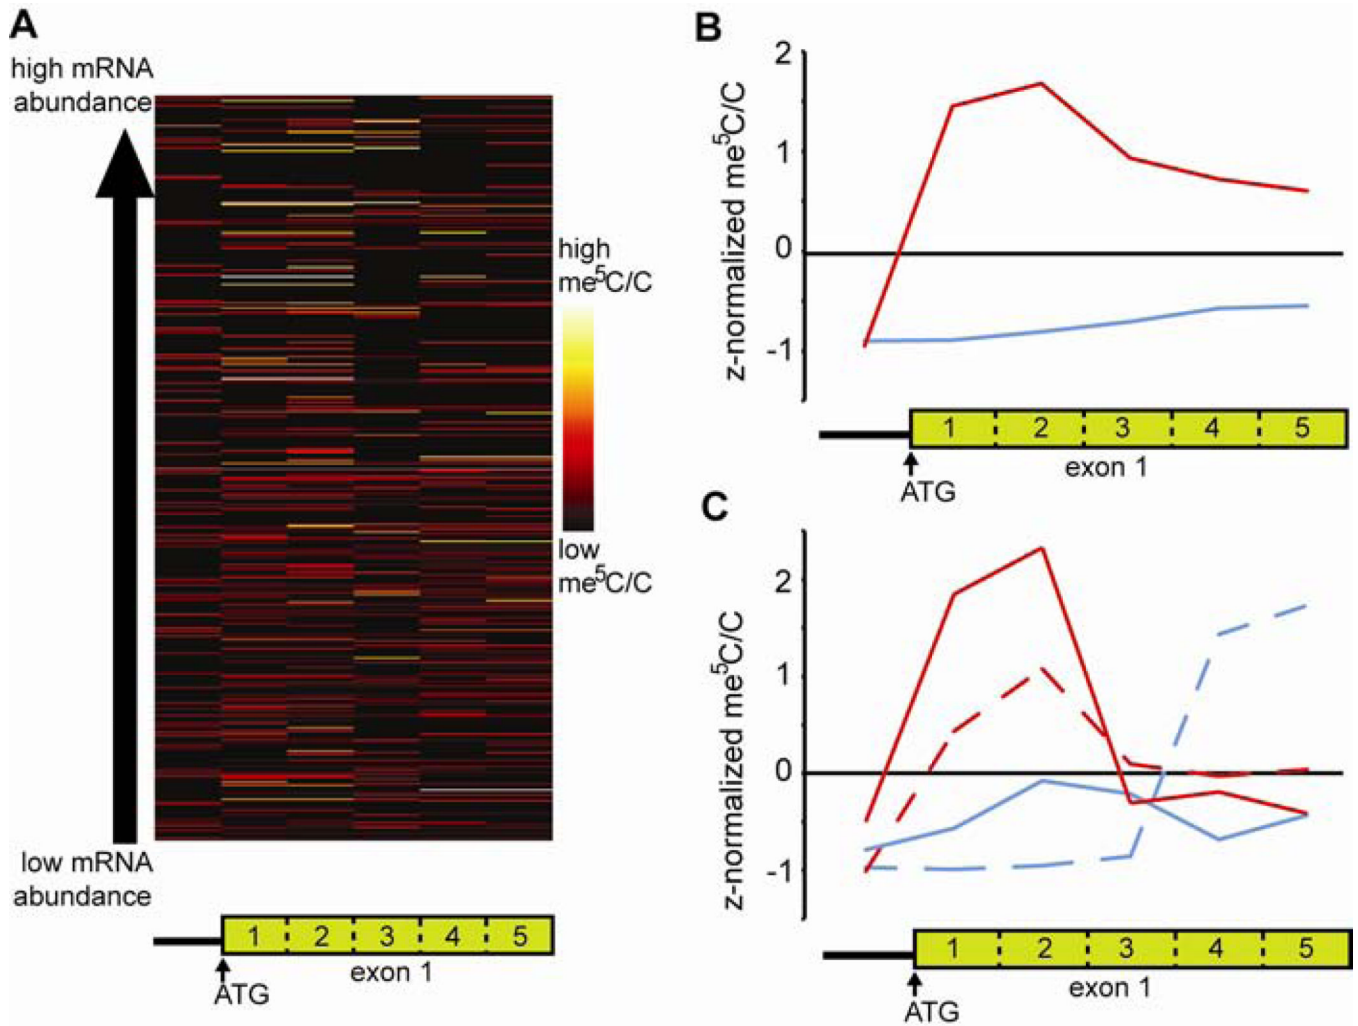 A
high mRNA
abundance
high
me⁵C/C
low
me⁵C/C
low mRNA
abundance
1 2 3 4 5
exon 1
ATG
B
z-normalized me⁵C/C
2
1
0
-1
1 2 3 4 5
exon 1
ATG
C
z-normalized me⁵C/C
2
1
0
-1
1 2 3 4 5
exon 1
ATG